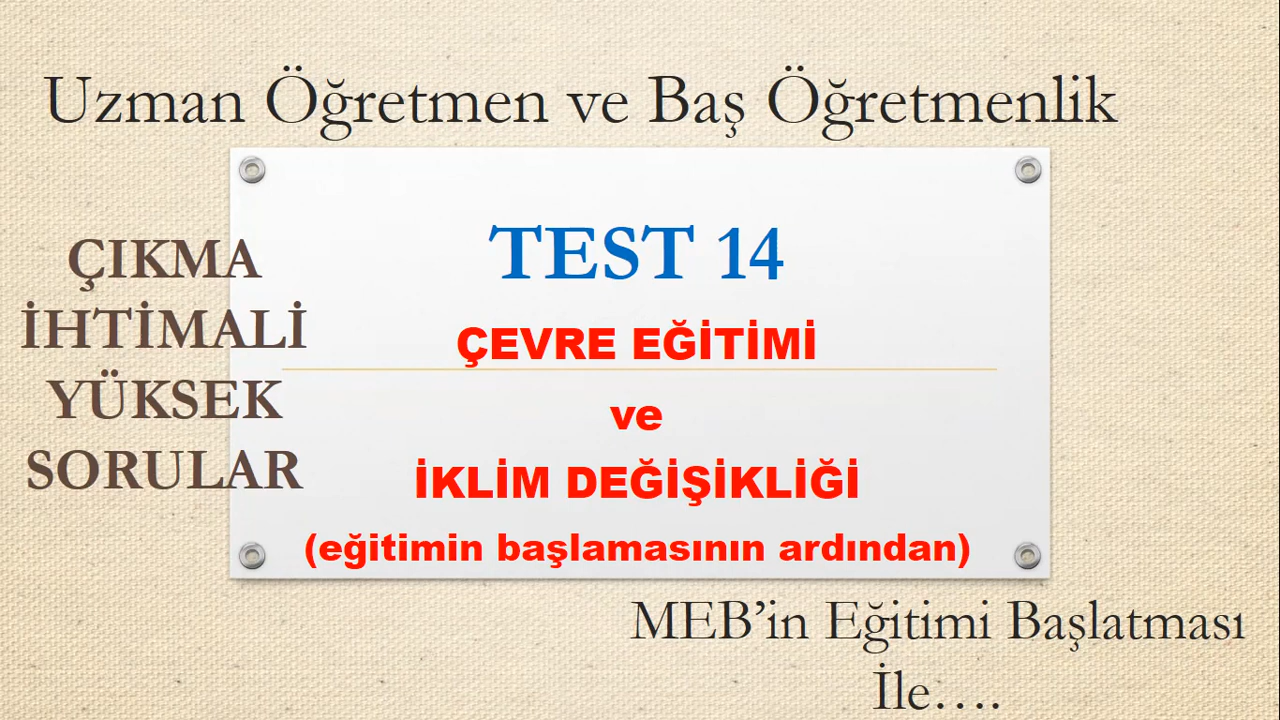 Uzman Öğretmen ve Baş Öğretmenlik
ÇIKMA
İHTİMALİ
YÜKSEK
SORULAR
TEST 14
ÇEVRE EĞİTİMİ
ve
İKLİM DEĞİŞİKLİĞİ
(eğitimin başlamasının ardından)
MEB’in Eğitimi Başlatması
İle….